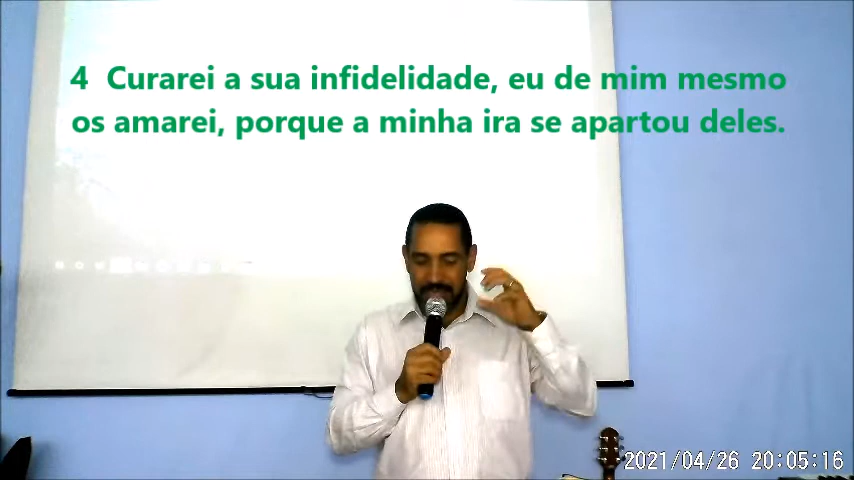 4 Curarei a sua infidelidade, eu de mim mesmo
os amarei, porque a minha ira se apartou deles.
2021/04/26 20:05:16